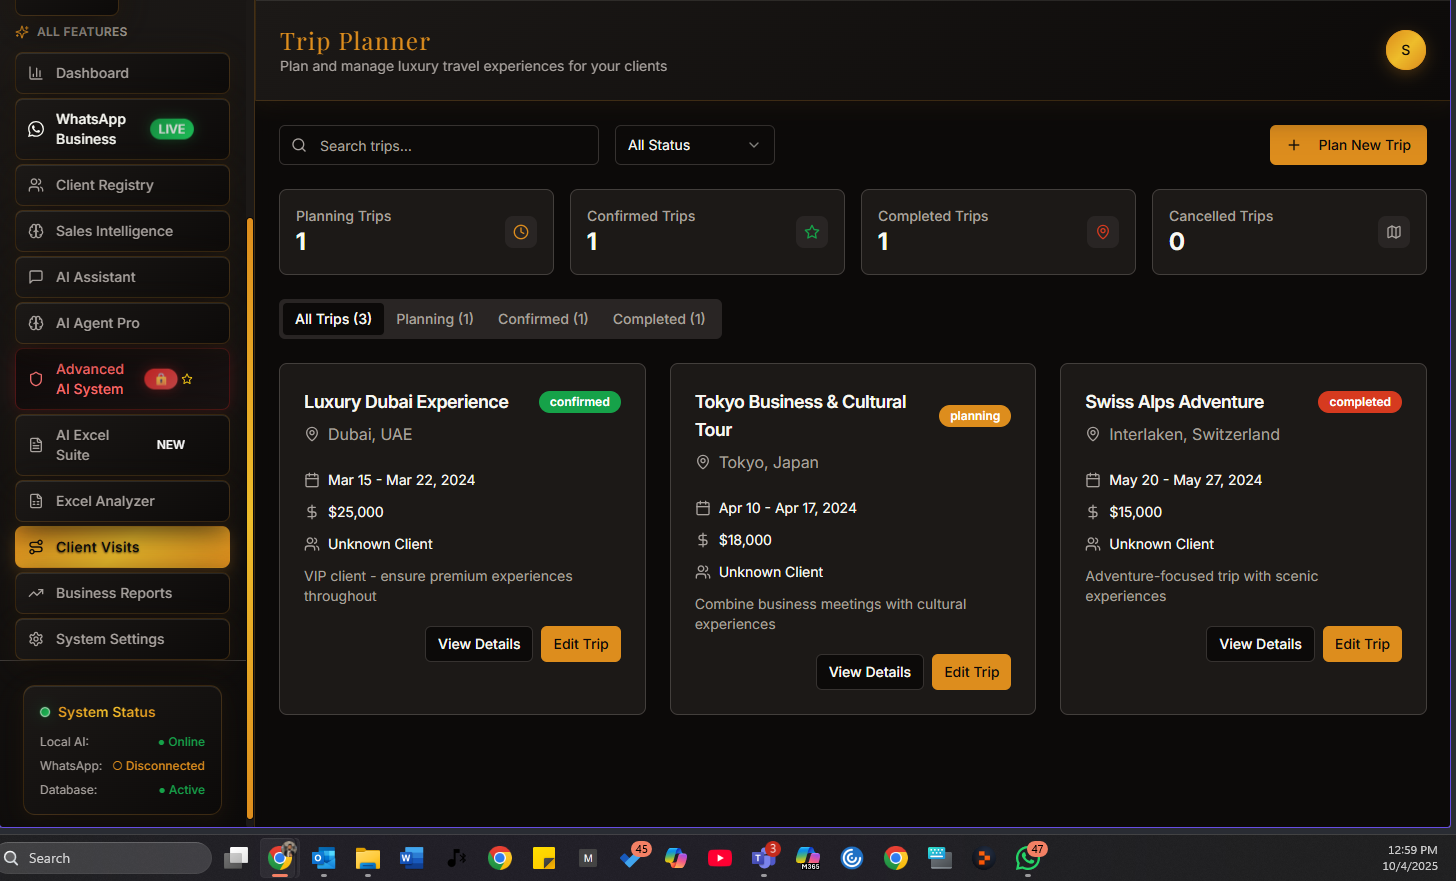 ALL FEATURES
Dashboard
WhatsApp
Business
LIVE
Client Registry
Sales Intelligence
AI Assistant
AI Agent Pro
Advanced
AI System
AI Excel
Suite
NEW
Excel Analyzer
Client Visits
Business Reports
System Settings
System Status
Local AI: ● Online
WhatsApp: ○ Disconnected
Database: ● Active
Trip Planner
Plan and manage luxury travel experiences for your clients
S
Search trips...
All Status
+ Plan New Trip
Planning Trips
1
Confirmed Trips
1
Completed Trips
1
Cancelled Trips
0
All Trips (3) Planning (1) Confirmed (1) Completed (1)
Luxury Dubai Experience
confirmed
Dubai, UAE
Mar 15 - Mar 22, 2024
$25,000
Unknown Client
VIP client - ensure premium experiences
throughout
View Details Edit Trip
Tokyo Business & Cultural
Tour
planning
Tokyo, Japan
Apr 10 - Apr 17, 2024
$18,000
Unknown Client
Combine business meetings with cultural
experiences
View Details Edit Trip
Swiss Alps Adventure
completed
Interlaken, Switzerland
May 20 - May 27, 2024
$15,000
Unknown Client
Adventure-focused trip with scenic
experiences
View Details Edit Trip
Search
M
45
3
M365
47
12:59 PM
10/4/2025